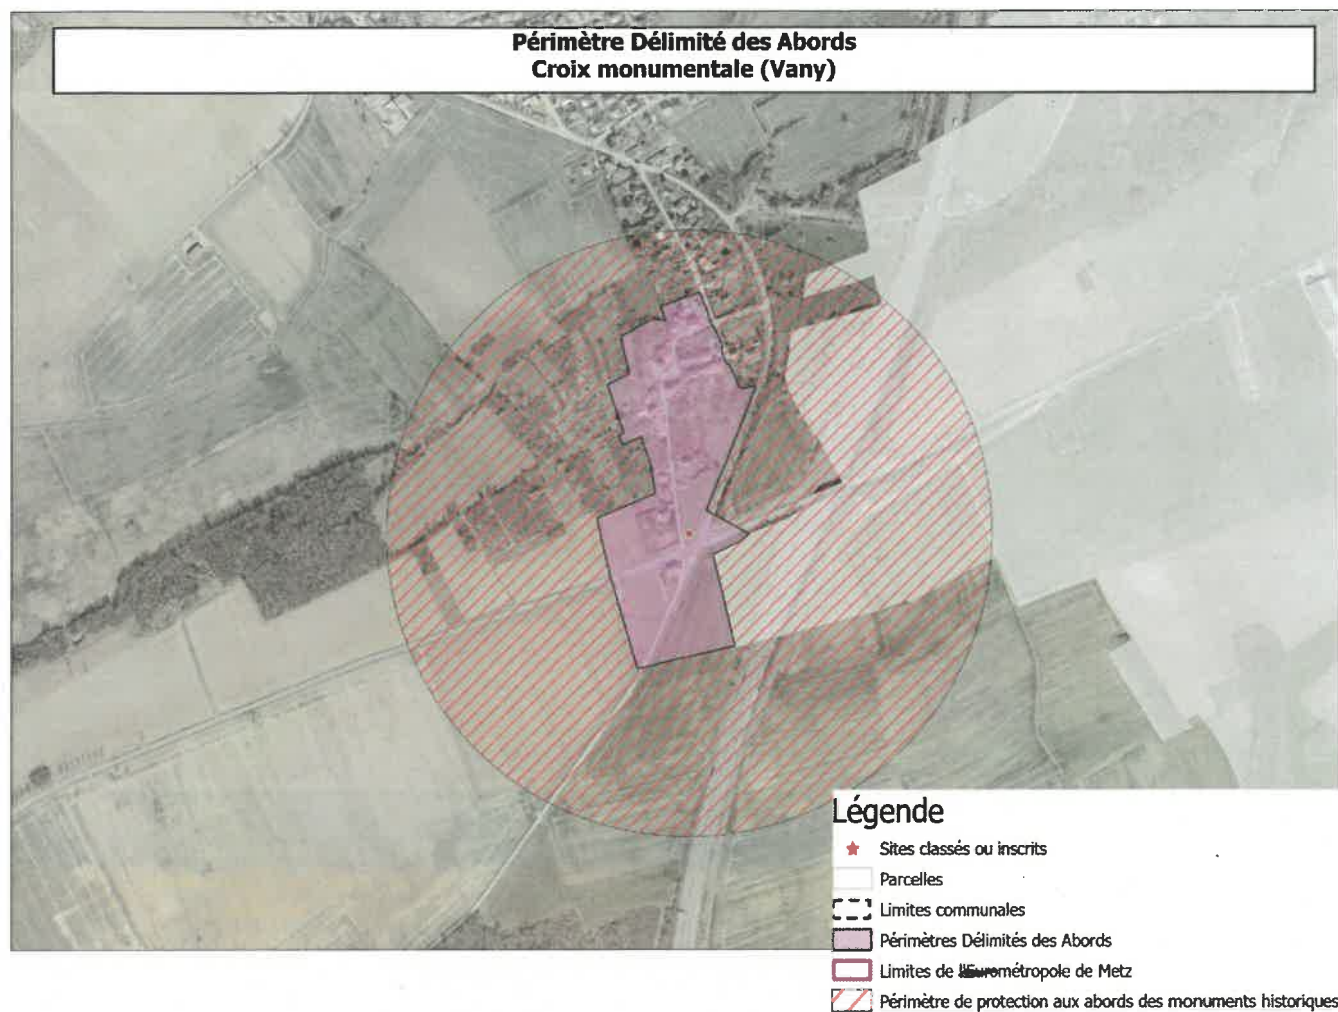 Périmètre Délimité des Abords
Croix monumentale (Vany)
Légende
Sites classés ou inscrits
Parcelles
Limites communales
Périmètres Délimités des Abords
Limites de l'Eurométropole de Metz
Périmètre de protection aux abords des monuments historiques